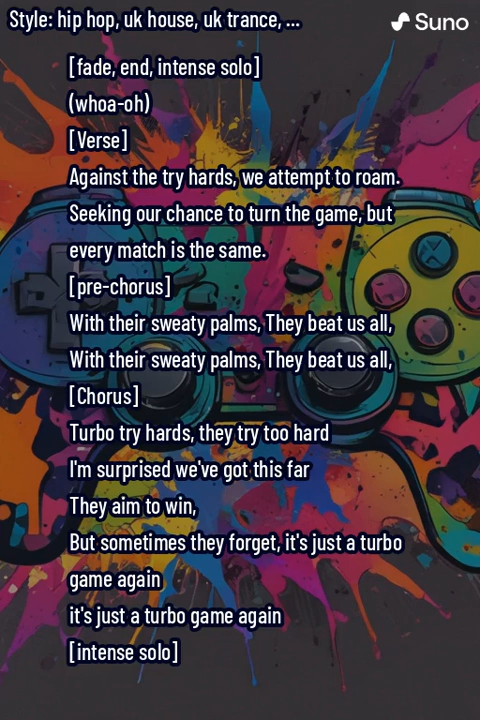 Style: hip hop, uk house, uk trance, ...
Suno
[fade, end, intense solo]
(whoa-oh)
[Verse]
Against the try hards, we attempt to roam.
Seeking our chance to turn the game, but
every match is the same.
[pre-chorus]
With their sweaty palms, They beat us all,
With their sweaty palms, They beat us all,
[Chorus]
Turbo try hards, they try too hard
I'm surprised we've got this far
They aim to win,
But sometimes they forget, it's just a turbo
game again
it's just a turbo game again
[intense solo]